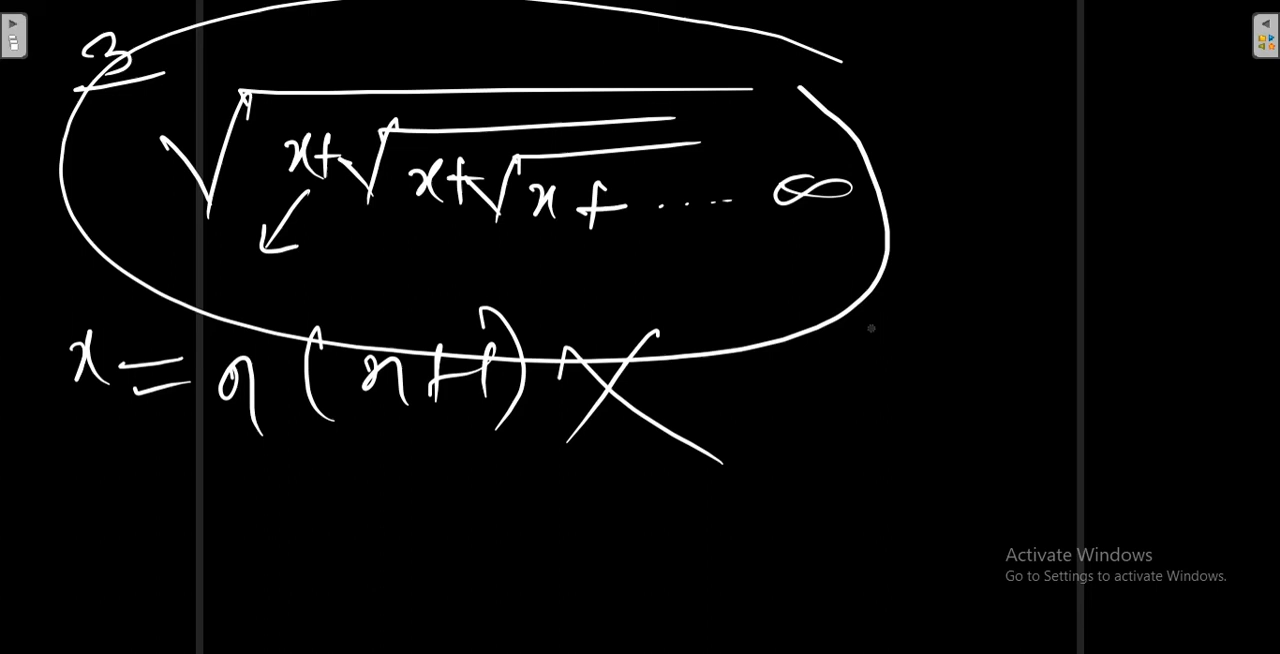 3
√x+√x+√x+ ..... ∞
x = n(n+1) X
Activate Windows
Go to Settings to activate Windows.